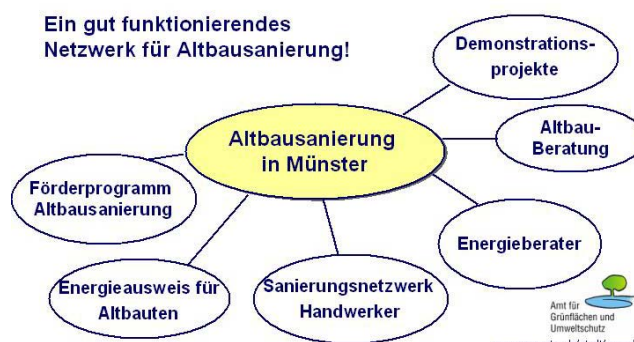 Ein gut funktionierendes
Netzwerk für Altbausanierung!
Demonstrations-
projekte
Altbau-
Beratung
Altbausanierung
in Münster
Förderprogramm
Altbausanierung
Energieberater
Energieausweis für
Altbauten
Sanierungsnetzwerk
Handwerker
Amt für
Grünflächen und
Umweltschutz